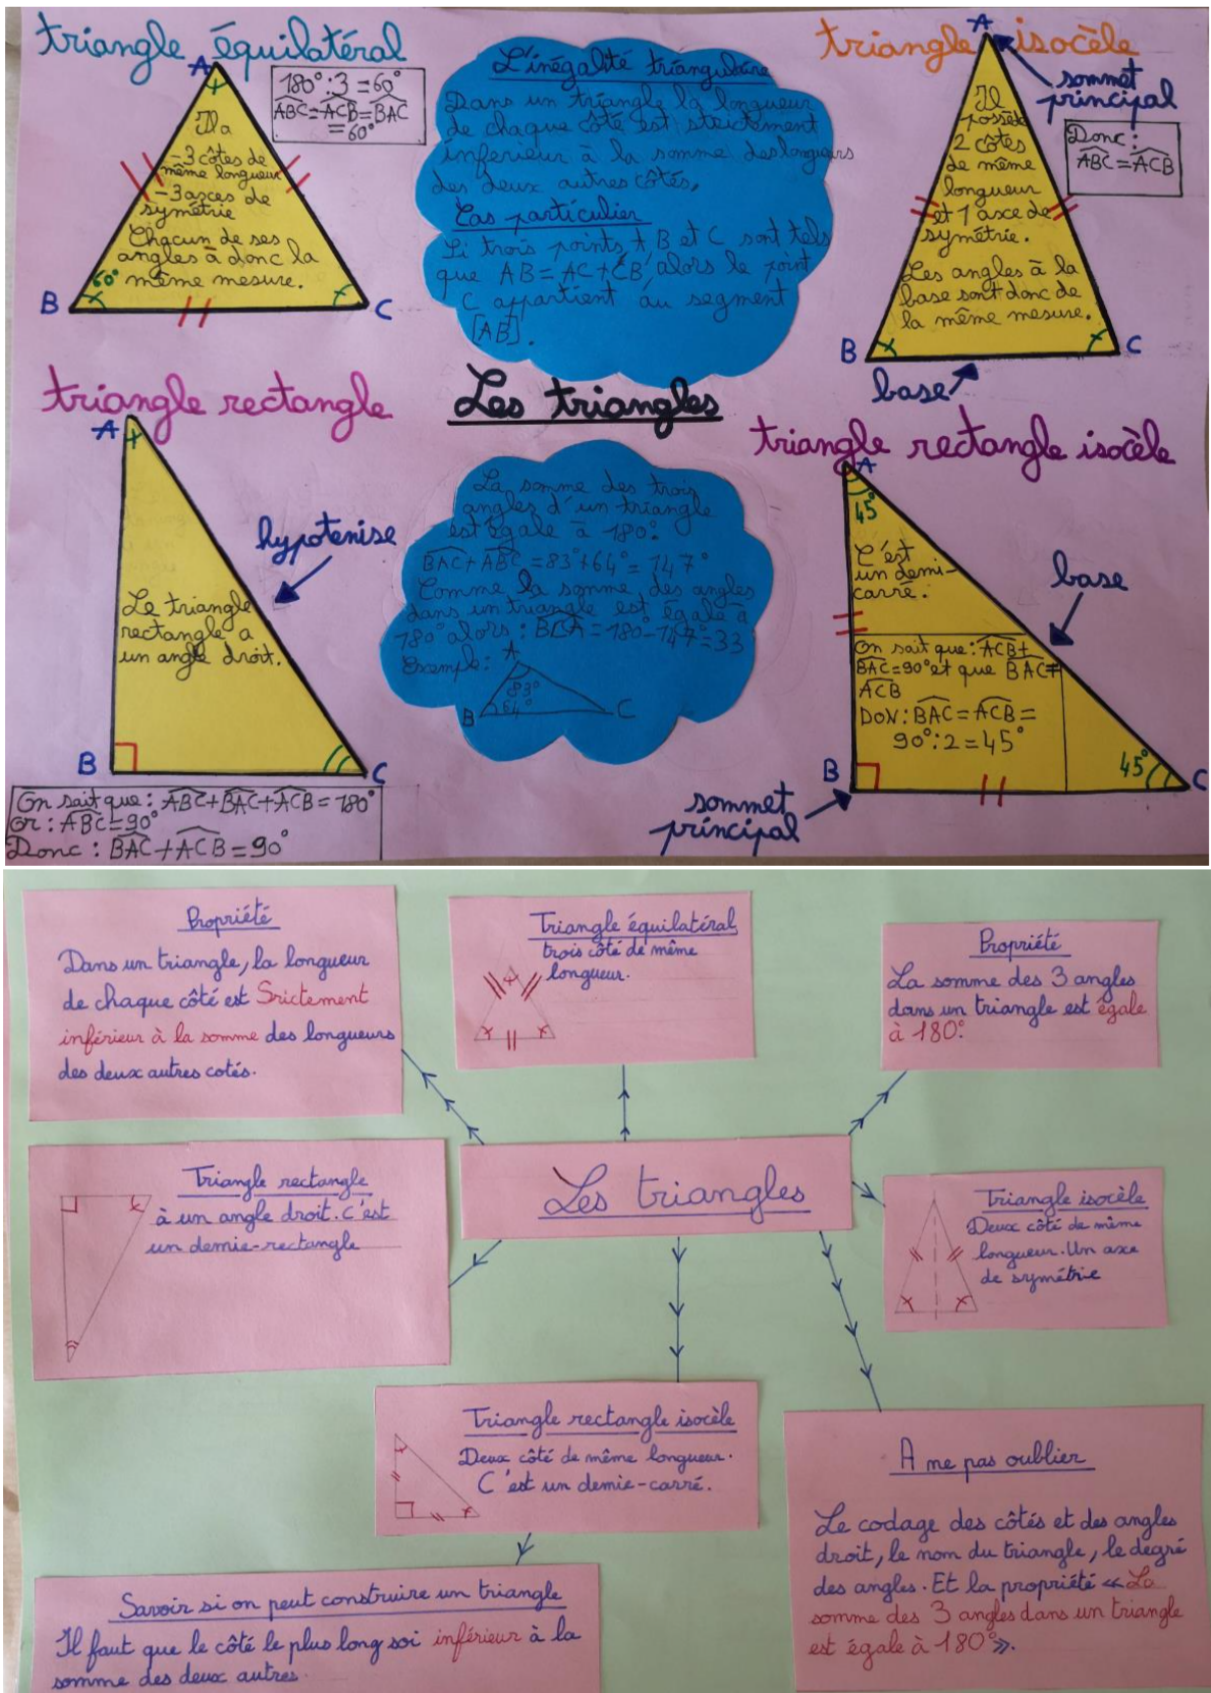 triangle équilatéral
A
180° : 3 = 60°
ABC = ACB = BAC
= 60°
Il a
-3 côtés de
même longueur
-3 axces de
symétrie
Chacun de ses
angles à donc la
même mesure.
60°
B
C
L'inégalité triangulaire
Dans un triangle la longueur
de chaque côté est strictement
inferieur à la somme des longueurs
des deux autres côtés.
Cas particulier
Si trois points A B et C sont tels
que AB = AC + CB alors le point
C appartient au segment
[AB].
triangle isocèle
A
sommet
principal
Il
possède
2 côtés
de même
longueur
et 1 axce de
symétrie.
Les angles à la
base sont donc de
la même mesure.
Donc :
ABC = ACB
B
C
base
Les triangles
triangle rectangle
A
hypotenise
Le triangle
rectangle a
un angle droit.
B
C
On sait que : ABC + BAC + ACB = 180°
Or : ABC = 90°
Donc : BAC + ACB = 90°
La somme des trois
angles d'un triangle
est égale à 180°.
BAC + ABC = 83° + 64° = 147°
Comme la somme des angles
dans un triangle est égale à
180° alors : BCA = 180 - 147° = 33
Exemple :
A
83°
64°
B
C
triangle rectangle isocèle
A
45°
C'est
un demi-
carré.
base
On sait que : ACB +
BAC = 90° et que BAC =
ACB
DON : BAC = ACB =
90° : 2 = 45°
45°
B
C
sommet
principal
Propriété
Dans un triangle, la longueur
de chaque côté est Srictement
inférieur à la somme des longueurs
des deux autres cotés.
Triangle équilatéral
trois côté de même
longueur.
Propriété
La somme des 3 angles
dans un triangle est égale
à 180°.
Triangle rectangle
à un angle droit. C'est
un demie-rectangle
Les triangles
Triangle isocèle
Deux côté de même
longueur. Un axe
de symétrie
Triangle rectangle isocèle
Deux côté de même longueur.
C'est un demie-carré.
A ne pas oublier
Le codage des côtés et des angles
droit, le nom du triangle, le degré
des angles. Et la propriété « La
somme des 3 angles dans un triangle
est égale à 180° ».
Savoir si on peut construire un triangle
Il faut que le côté le plus long soi inférieur à la
somme des deux autres.